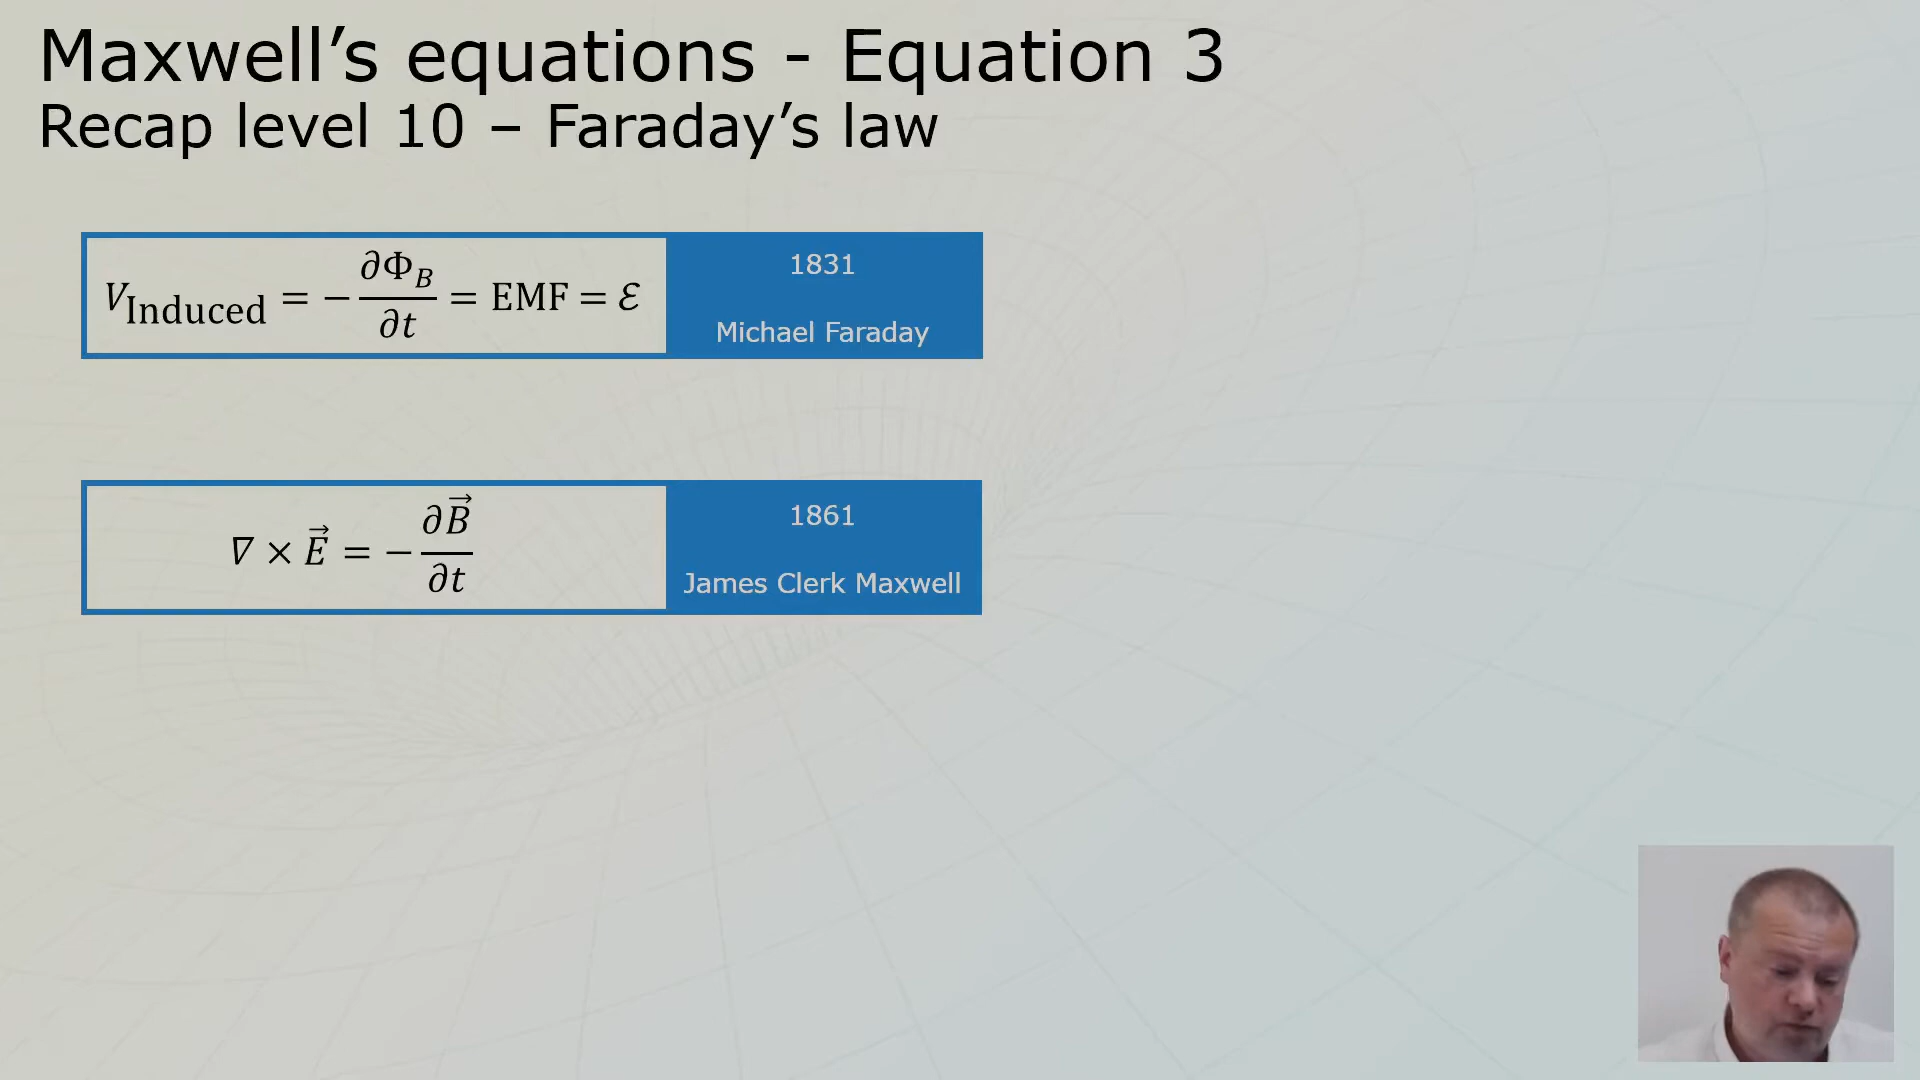 Maxwell’s equations - Equation 3
Recap level 10 – Faraday’s law
V_Induced = −∂Φ_B/∂t = EMF = ℰ
1831
Michael Faraday
∇ × E⃗ = −∂B⃗/∂t
1861
James Clerk Maxwell